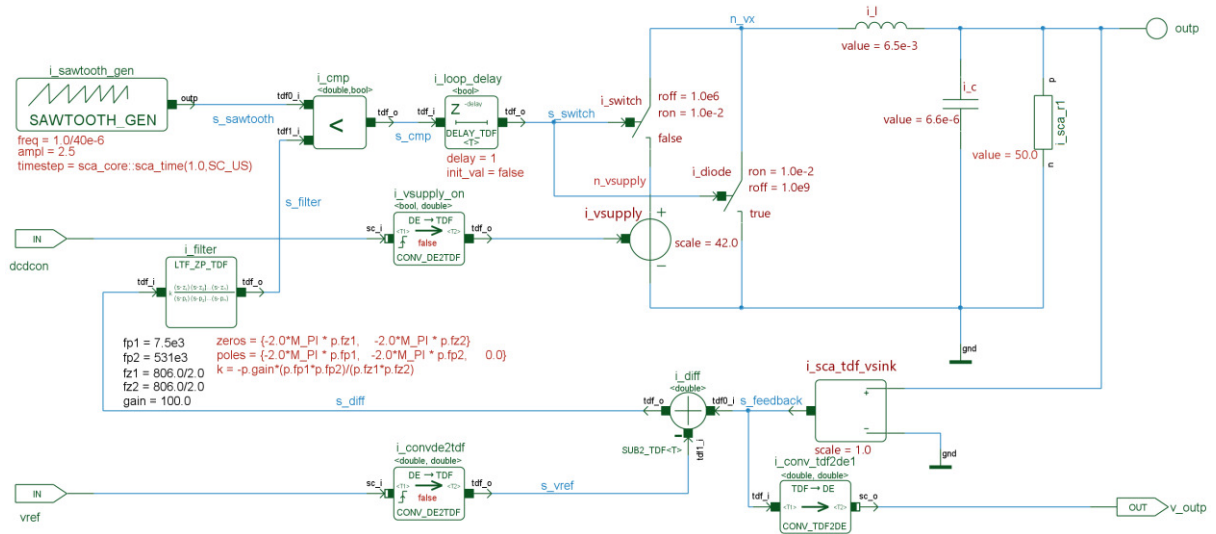 i_sawtooth_gen
outp
SAWTOOTH_GEN
freq = 1.0/40e-6
ampl = 2.5
timestep = sca_core::sca_time(1.0,SC_US)
s_sawtooth
i_cmp
<double,bool>
tdf0_i
tdf1_i
<
tdf_o
s_cmp
i_loop_delay
<bool>
tdf_i
Z -delay
DELAY_TDF
<T>
tdf_o
delay = 1
init_val = false
s_switch
n_vx
i_l
value = 6.5e-3
outp
i_switch
roff = 1.0e6
ron = 1.0e-2
false
i_c
value = 6.6e-6
p
i_sca_r1
n
value = 50.0
n_vsupply
i_diode
ron = 1.0e-2
roff = 1.0e9
true
i_vsupply
+
−
scale = 42.0
gnd
s_filter
i_vsupply_on
<bool, double>
DE → TDF
<T1>
<T2>
false
CONV_DE2TDF
sc_i
tdf_o
IN
dcdcon
i_filter
LTF_ZP_TDF
tdf_i
tdf_o
fp1 = 7.5e3
fp2 = 531e3
fz1 = 806.0/2.0
fz2 = 806.0/2.0
gain = 100.0
zeros = {-2.0*M_PI * p.fz1, -2.0*M_PI * p.fz2}
poles = {-2.0*M_PI * p.fp1, -2.0*M_PI * p.fp2, 0.0}
k = -p.gain*(p.fp1*p.fp2)/(p.fz1*p.fz2)
s_diff
i_diff
<double>
tdf_o
tdf0_i
tdf1_i
SUB2_TDF<T>
s_feedback
i_sca_tdf_vsink
+
−
scale = 1.0
gnd
i_convde2tdf
<double, double>
DE → TDF
<T1>
<T2>
false
CONV_DE2TDF
sc_i
tdf_o
s_vref
IN
vref
i_conv_tdf2de1
<double, double>
TDF → DE
<T1>
<T2>
CONV_TDF2DE
tdf_i
sc_o
OUT
v_outp